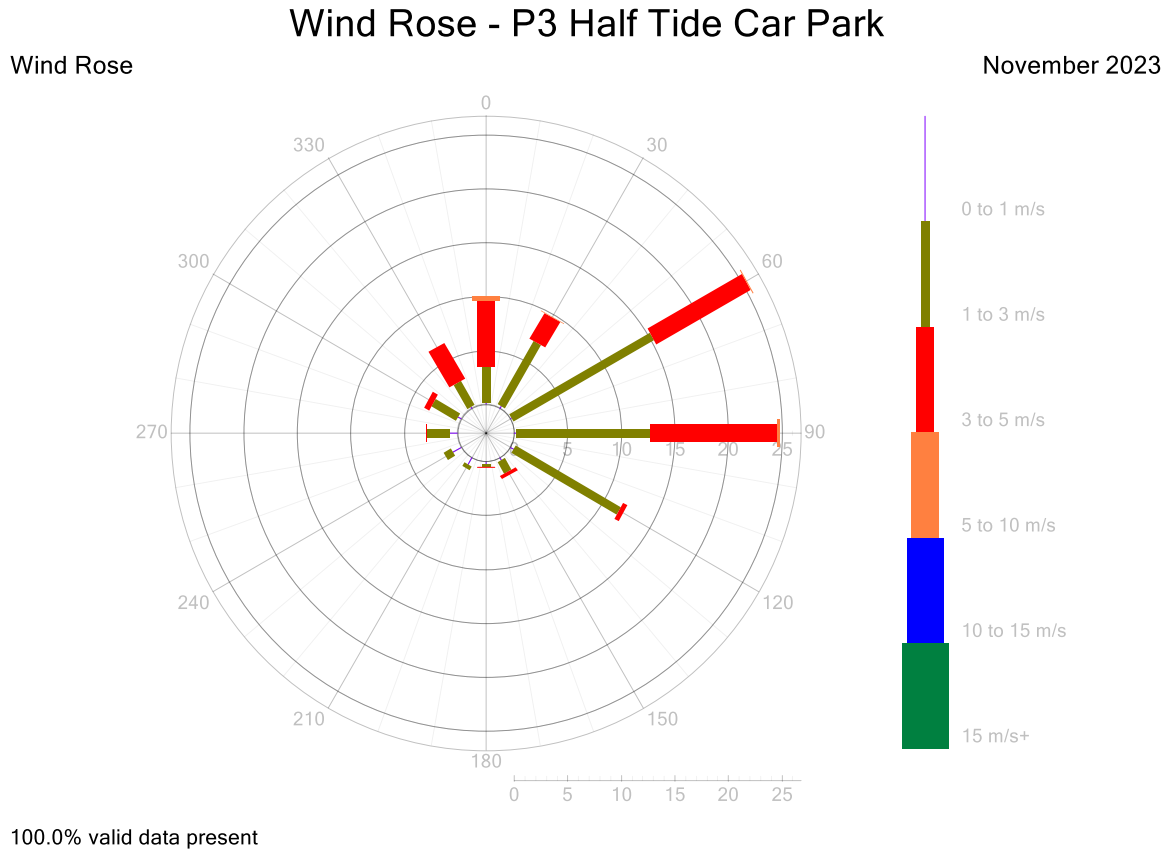 Wind Rose - P3 Half Tide Car Park
Wind Rose
November 2023
0
330
30
0 to 1 m/s
300
60
1 to 3 m/s
3 to 5 m/s
270
90
0 5 10 15 20 25
5 to 10 m/s
240
120
10 to 15 m/s
210
150
15 m/s+
180
0 5 10 15 20 25
100.0% valid data present